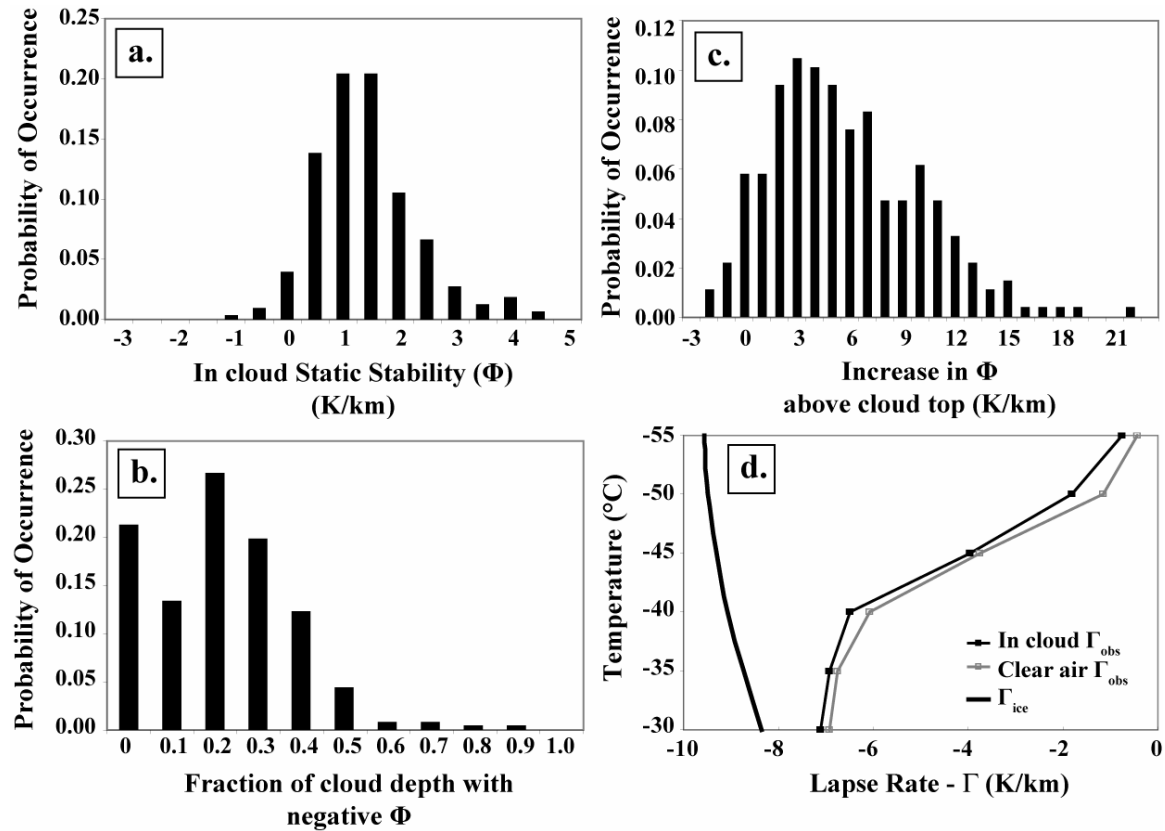 a.
Probability of Occurrence
0.25
0.20
0.15
0.10
0.05
0.00
-3 -2 -1 0 1 2 3 4 5
In cloud Static Stability (Φ)
(K/km)
c.
Probability of Occurrence
0.12
0.10
0.08
0.06
0.04
0.02
0.00
-3 0 3 6 9 12 15 18 21
Increase in Φ
above cloud top (K/km)
b.
Probability of Occurrence
0.30
0.25
0.20
0.15
0.10
0.05
0.00
0 0.1 0.2 0.3 0.4 0.5 0.6 0.7 0.8 0.9 1.0
Fraction of cloud depth with
negative Φ
d.
Temperature (°C)
-55
-50
-45
-40
-35
-30
In cloud Γobs
Clear air Γobs
Γice
-10 -8 -6 -4 -2 0
Lapse Rate - Γ (K/km)